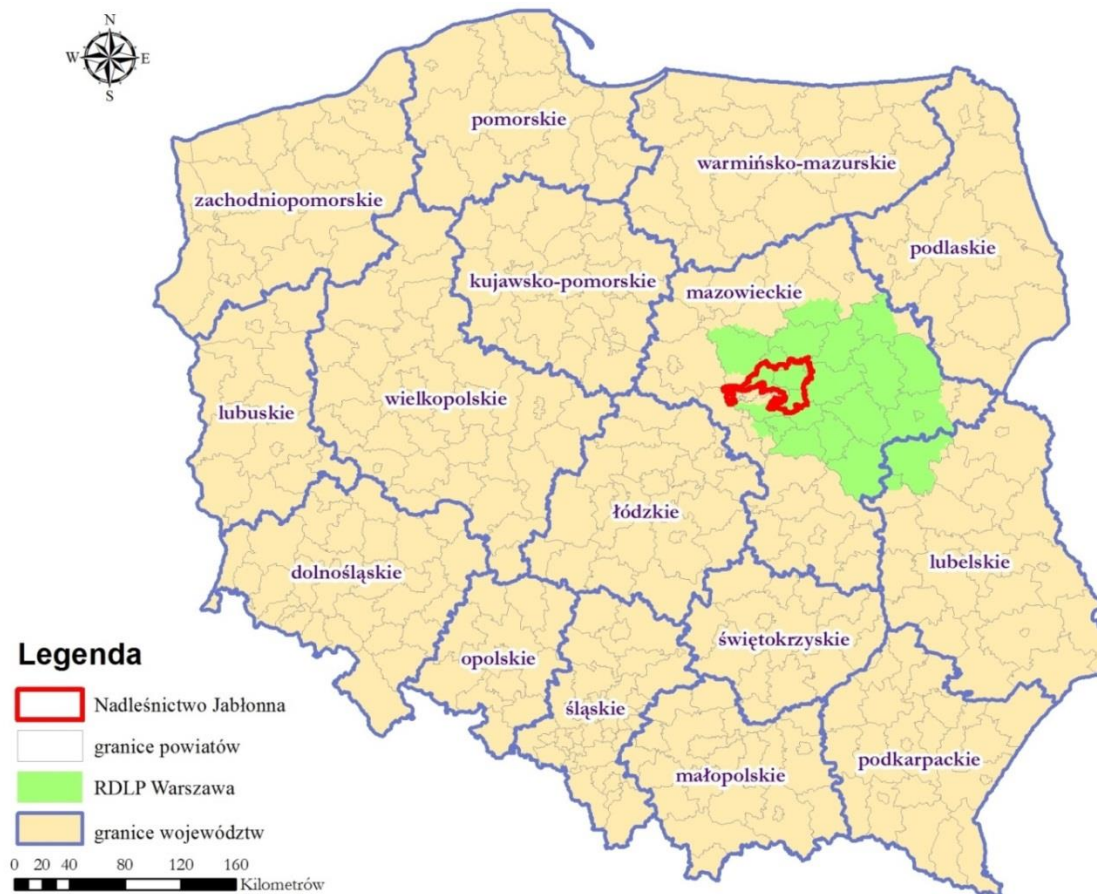 N
W E
S
pomorskie
warmińsko-mazurskie
zachodniopomorskie
podlaskie
kujawsko-pomorskie
mazowieckie
lubuskie
wielkopolskie
łódzkie
dolnośląskie
lubelskie
świętokrzyskie
opolskie
śląskie
małopolskie
podkarpackie
Legenda
Nadleśnictwo Jabłonna
granice powiatów
RDLP Warszawa
granice województw
0 20 40 80 120 160
Kilometrów